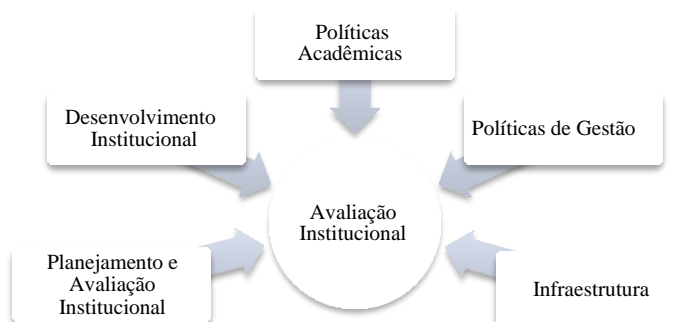 Políticas
Acadêmicas
Desenvolvimento
Institucional
Políticas de Gestão
Avaliação
Institucional
Planejamento e
Avaliação
Institucional
Infraestrutura